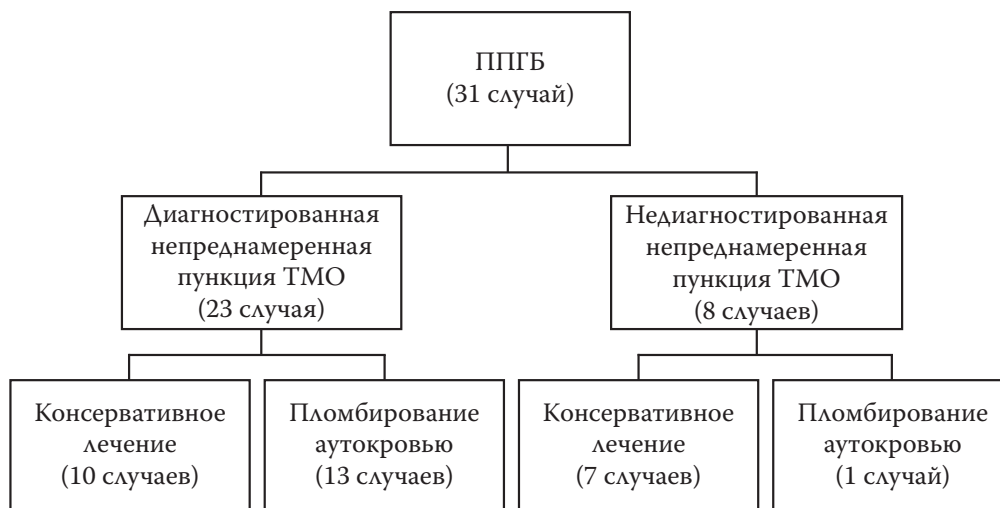 ППГБ
(31 случай)
Диагностированная
непреднамеренная
пункция ТМО
(23 случая)
Недиагностированная
непреднамеренная
пункция ТМО
(8 случаев)
Консервативное
лечение
(10 случаев)
Пломбирование
аутокровью
(13 случаев)
Консервативное
лечение
(7 случаев)
Пломбирование
аутокровью
(1 случай)